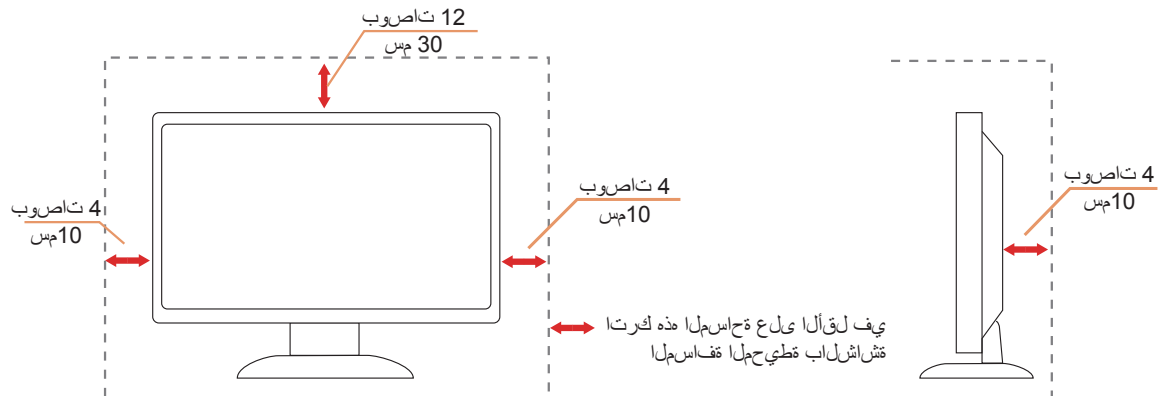 12 تاصوب
30 مس
4 تاصوب
10مس
4 تاصوب
10مس
4 تاصوب
10مس
يف لقألا ىلع ةحاسملا هذه كرتا
ةشاشلاب ةطيحملا ةفاسملا